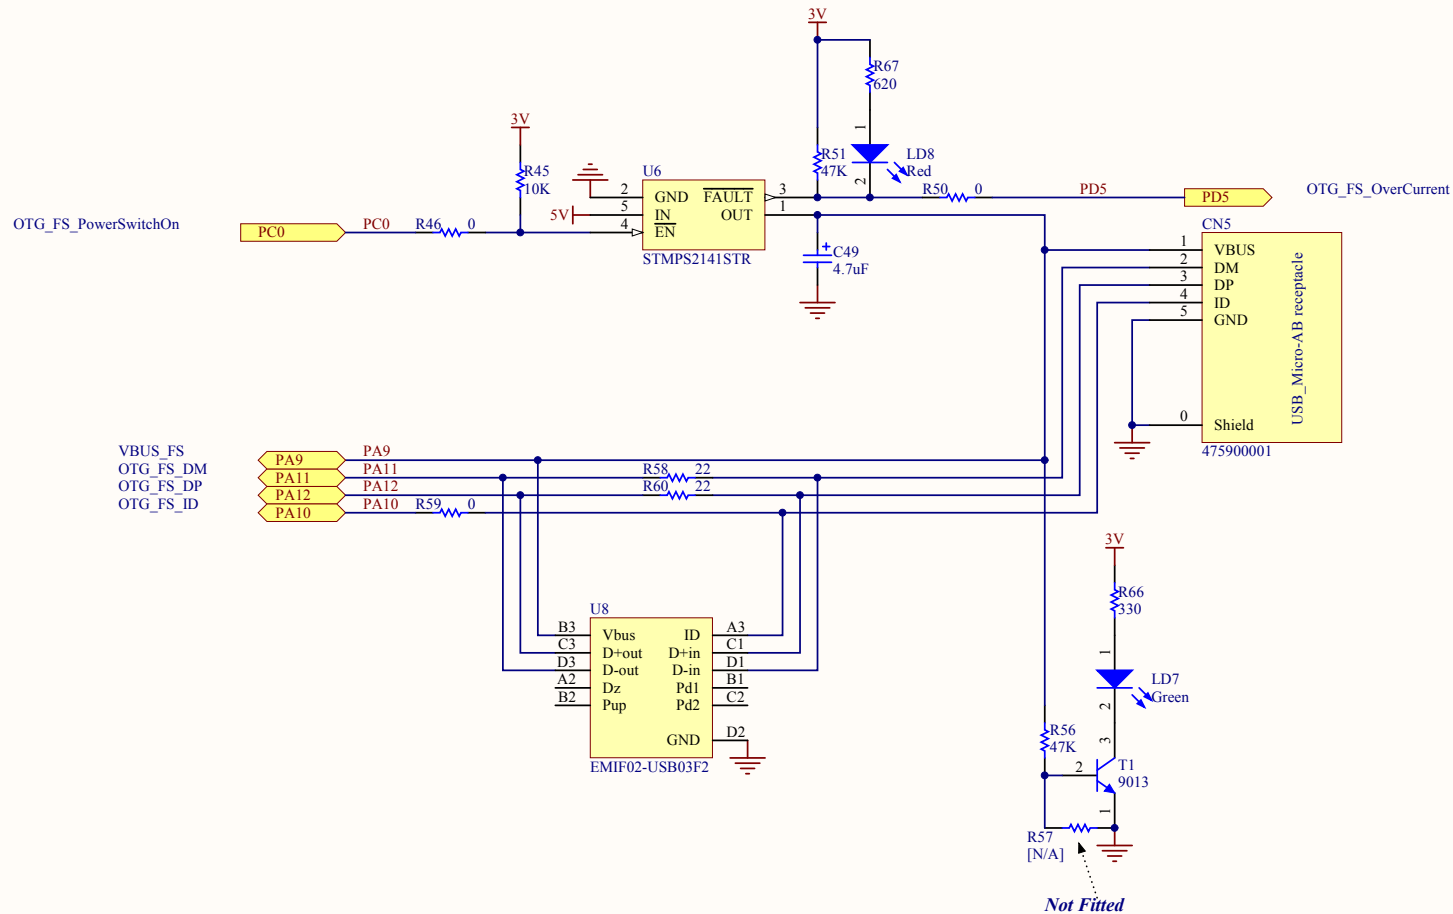 3V
R67
620
1
3V
R51
47K
LD8
Red
2
R45
10K
U6
2
GND
FAULT
3
R50
0
PD5
PD5
OTG_FS_OverCurrent
5V
5
IN
OUT
1
OTG_FS_PowerSwitchOn
PC0
PC0
R46
0
4
EN
STMPS2141STR
C49
4.7uF
+
CN5
1
VBUS
2
DM
3
DP
4
ID
5
GND
0
Shield
USB_Micro-AB receptacle
475900001
VBUS_FS
PA9
PA9
OTG_FS_DM
PA11
PA11
R58
22
OTG_FS_DP
PA12
PA12
R60
22
OTG_FS_ID
PA10
PA10
R59
0
3V
R66
330
1
LD7
Green
2
U8
B3
Vbus
ID
A3
C3
D+out
D+in
C1
D3
D-out
D-in
D1
A2
Dz
Pd1
B1
B2
Pup
Pd2
C2
GND
D2
EMIF02-USB03F2
R56
47K
3
2
T1
9013
1
R57
[N/A]
Not Fitted